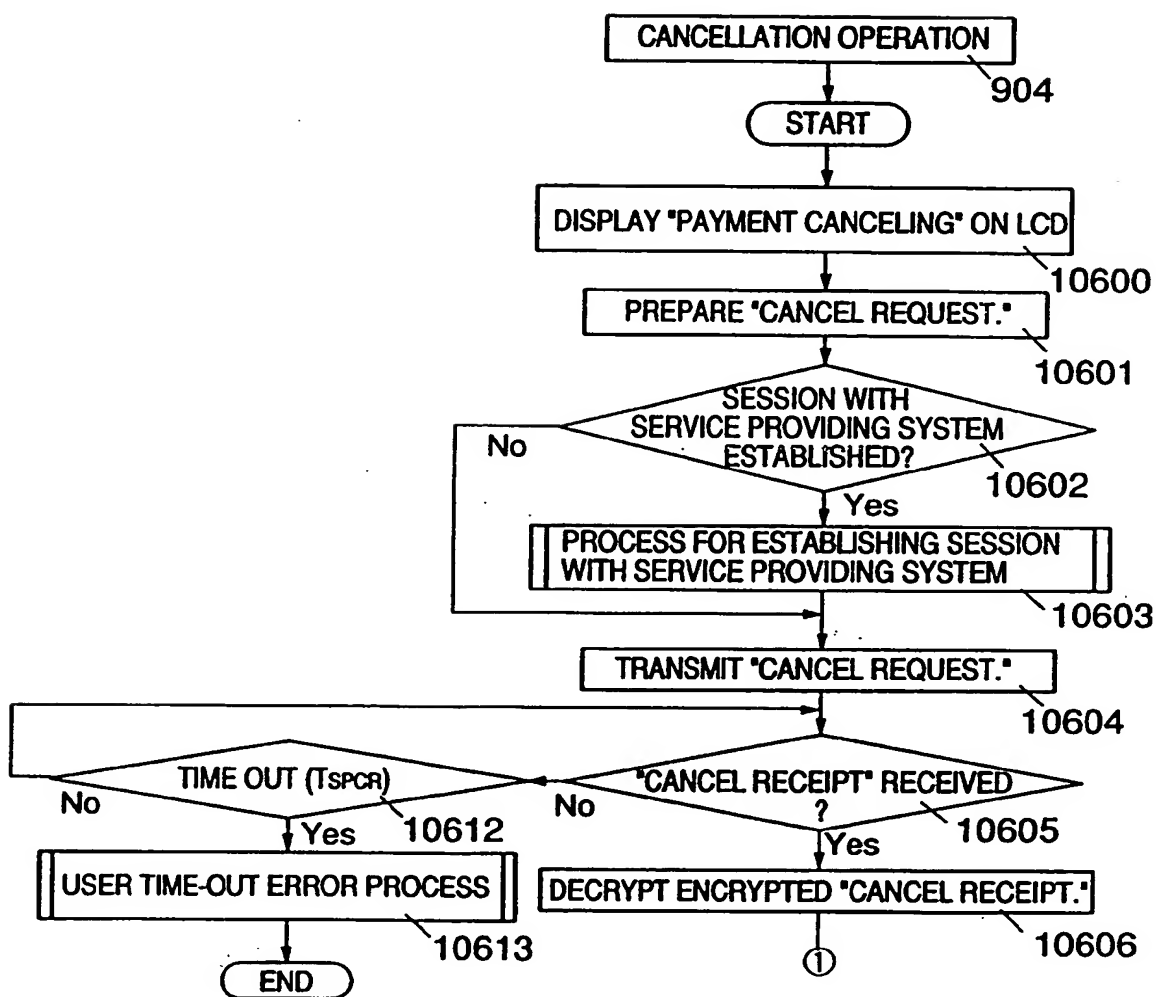 CANCELLATION OPERATION
904
START
DISPLAY "PAYMENT CANCELING" ON LCD
10600
PREPARE "CANCEL REQUEST."
10601
SESSION WITH
SERVICE PROVIDING SYSTEM
ESTABLISHED?
No
10602
Yes
PROCESS FOR ESTABLISHING SESSION
WITH SERVICE PROVIDING SYSTEM
10603
TRANSMIT "CANCEL REQUEST."
10604
TIME OUT (TSPCR)
No
10612
Yes
"CANCEL RECEIPT" RECEIVED
?
No
10605
Yes
USER TIME-OUT ERROR PROCESS
10613
DECRYPT ENCRYPTED "CANCEL RECEIPT."
10606
END
①